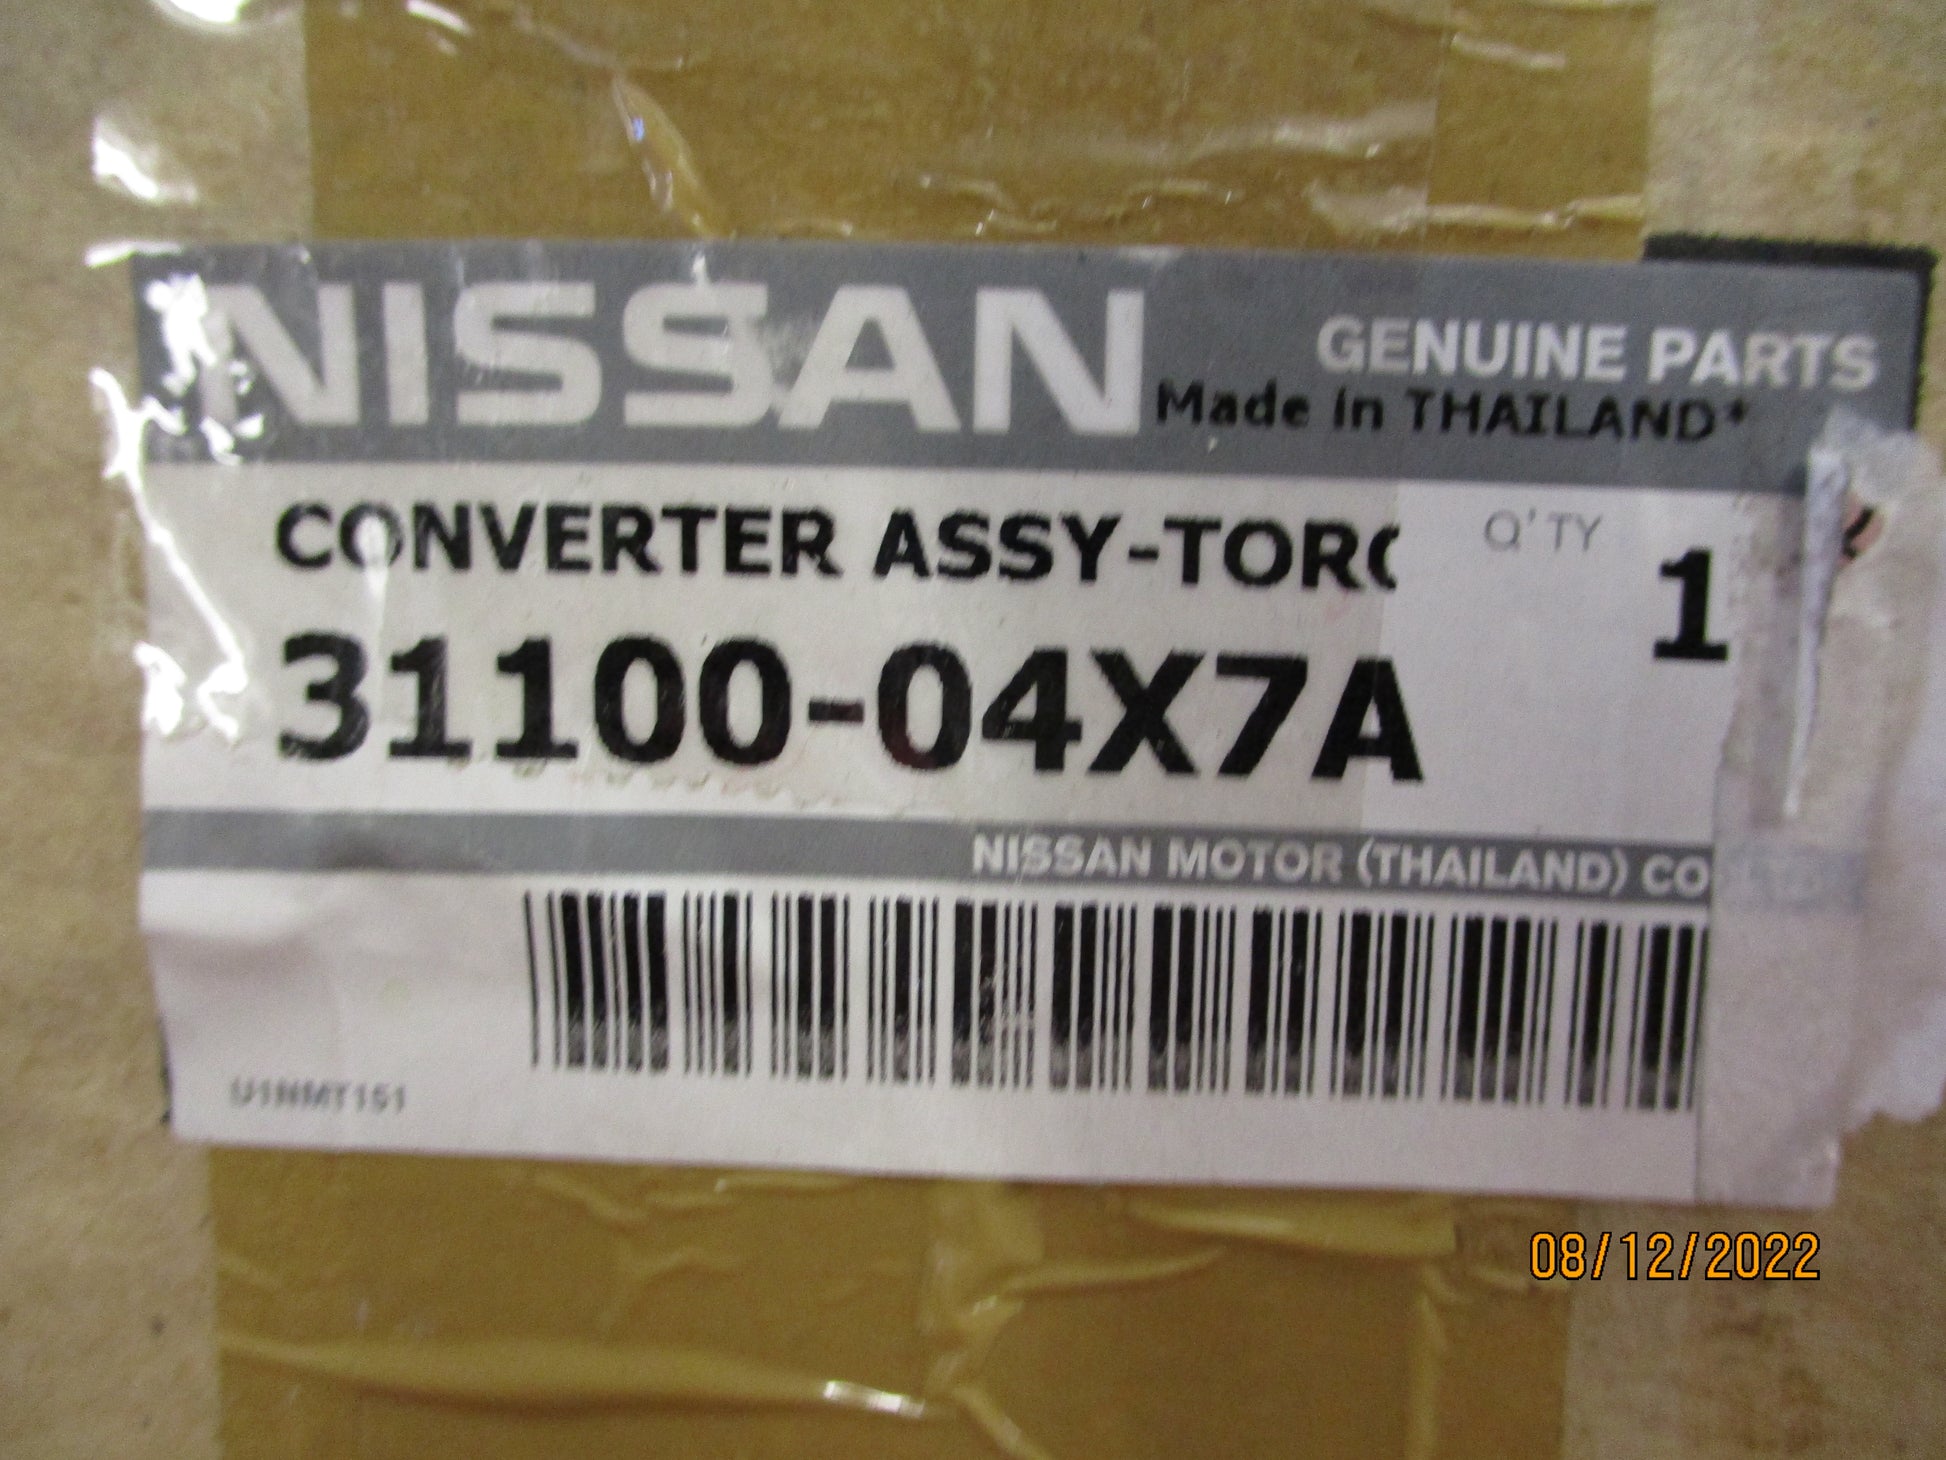 NISSAN
GENUINE PARTS
Made in THAILAND*
CONVERTER ASSY-TORQ
Q'TY 1
31100-04X7A
NISSAN MOTOR (THAILAND) CO
U1NMT151
08/12/2022